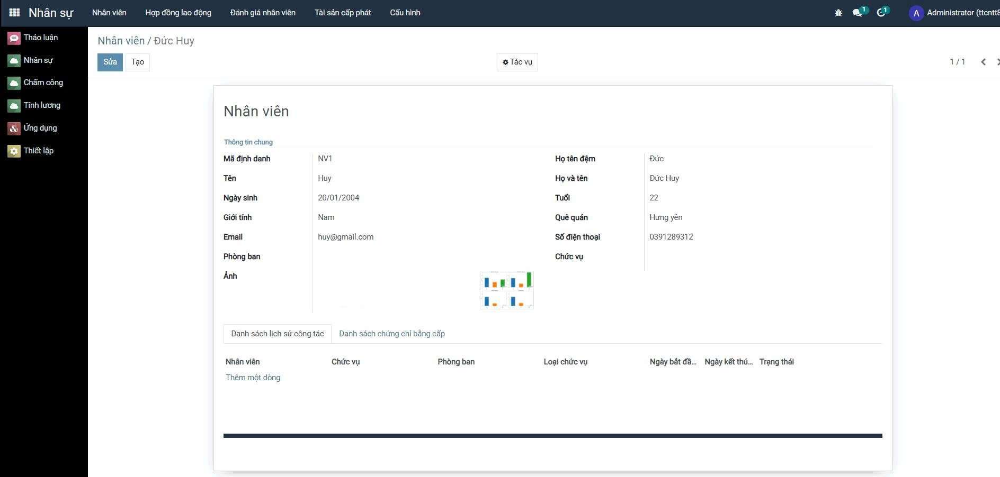 Nhân sự Nhân viên Hợp đồng lao động Đánh giá nhân viên Tài sản cấp phát Cấu hình 1 1 A Administrator (ttcntt8
Thảo luận
Nhân sự
Chấm công
Tính lương
Ứng dụng
Thiết lập
Nhân viên / Đức Huy
Sửa Tạo Tác vụ 1 / 1
Nhân viên
Thông tin chung
Mã định danh NV1 Họ tên đệm Đức
Tên Huy Họ và tên Đức Huy
Ngày sinh 20/01/2004 Tuổi 22
Giới tính Nam Quê quán Hưng yên
Email huy@gmail.com Số điện thoại 0391289312
Phòng ban Chức vụ
Ảnh
Danh sách lịch sử công tác Danh sách chứng chỉ bằng cấp
Nhân viên Chức vụ Phòng ban Loại chức vụ Ngày bắt đầ... Ngày kết thú... Trạng thái
Thêm một dòng